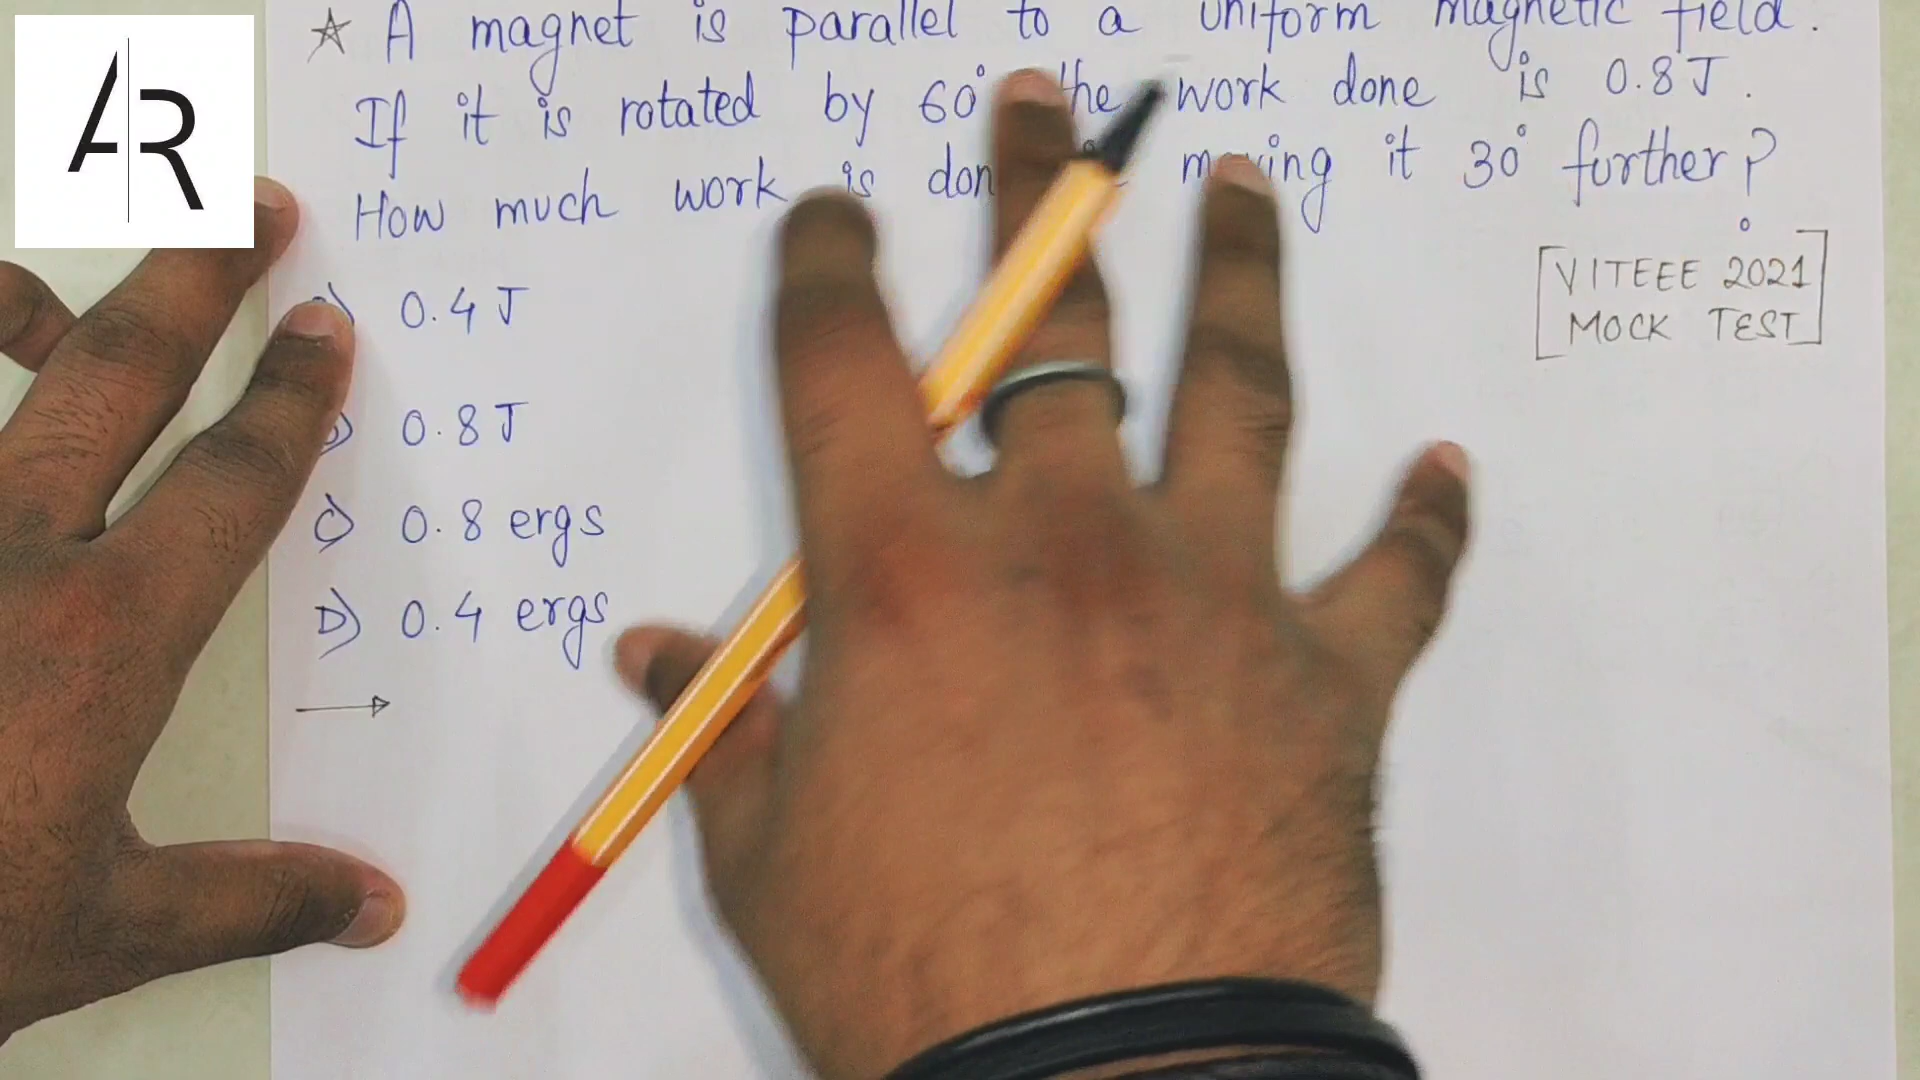 AR
☆ A magnet is parallel to a uniform magnetic field.
If it is rotated by 60° the work done is 0.8 J.
How much work is don moving it 30° further?
[VITEEE 2021
MOCK TEST]
0.4 J
0.8 J
C) 0.8 ergs
D) 0.4 ergs